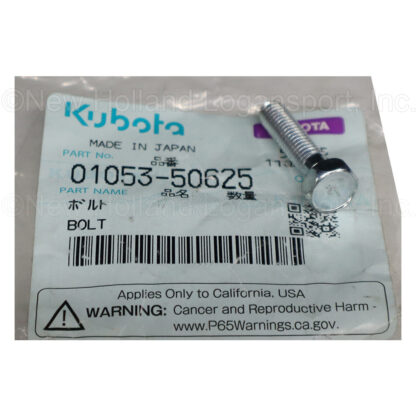 ©New Holland Logansport, Inc.
Kubota
KUBOTA
MADE IN JAPAN
PART No. 品番
01053-50625
PART NAME 品名 数量
ボルト
BOLT
Applies Only to California. USA
WARNING: Cancer and Reproductive Harm -
www.P65Warnings.ca.gov.